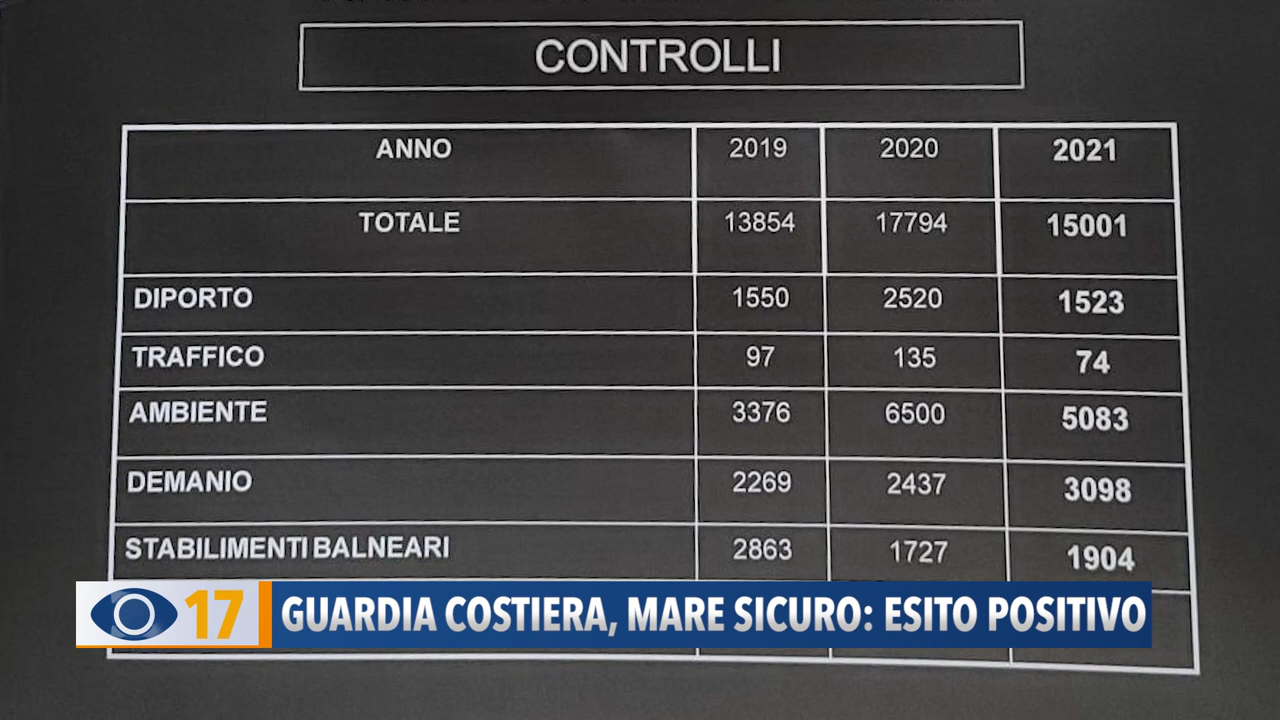 CONTROLLI
ANNO 2019 2020 2021
TOTALE 13854 17794 15001
DIPORTO 1550 2520 1523
TRAFFICO 97 135 74
AMBIENTE 3376 6500 5083
DEMANIO 2269 2437 3098
STABILIMENTI BALNEARI 2863 1727 1904
17 GUARDIA COSTIERA, MARE SICURO: ESITO POSITIVO